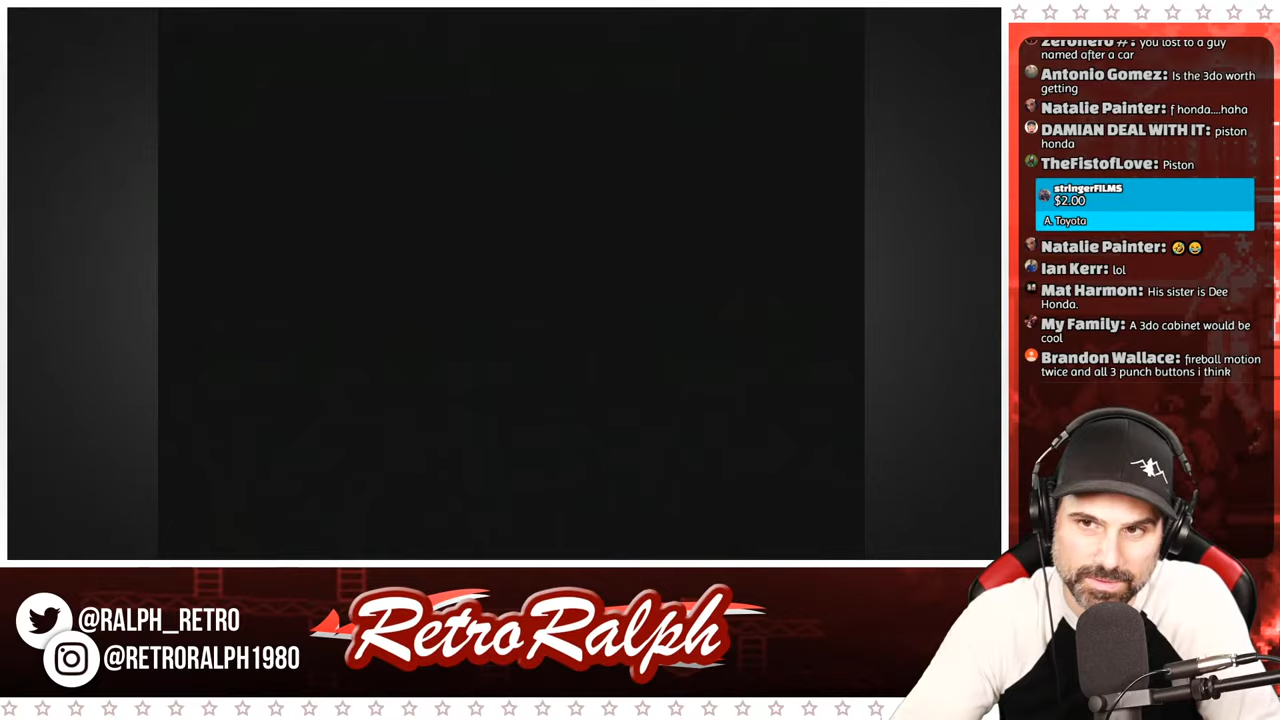 Zerohero #: you lost to a guy
named after a car
Antonio Gomez: Is the 3do worth
getting
Natalie Painter: f honda....haha
DAMIAN DEAL WITH IT: piston
honda
TheFistofLove: Piston
stringerFILMS
$2.00
A. Toyota
Natalie Painter: 🤣😂
Ian Kerr: lol
Mat Harmon: His sister is Dee
Honda.
My Family: A 3do cabinet would be
cool
Brandon Wallace: fireball motion
twice and all 3 punch buttons i think
@RALPH_RETRO
@RETRORALPH1980
RetroRalph